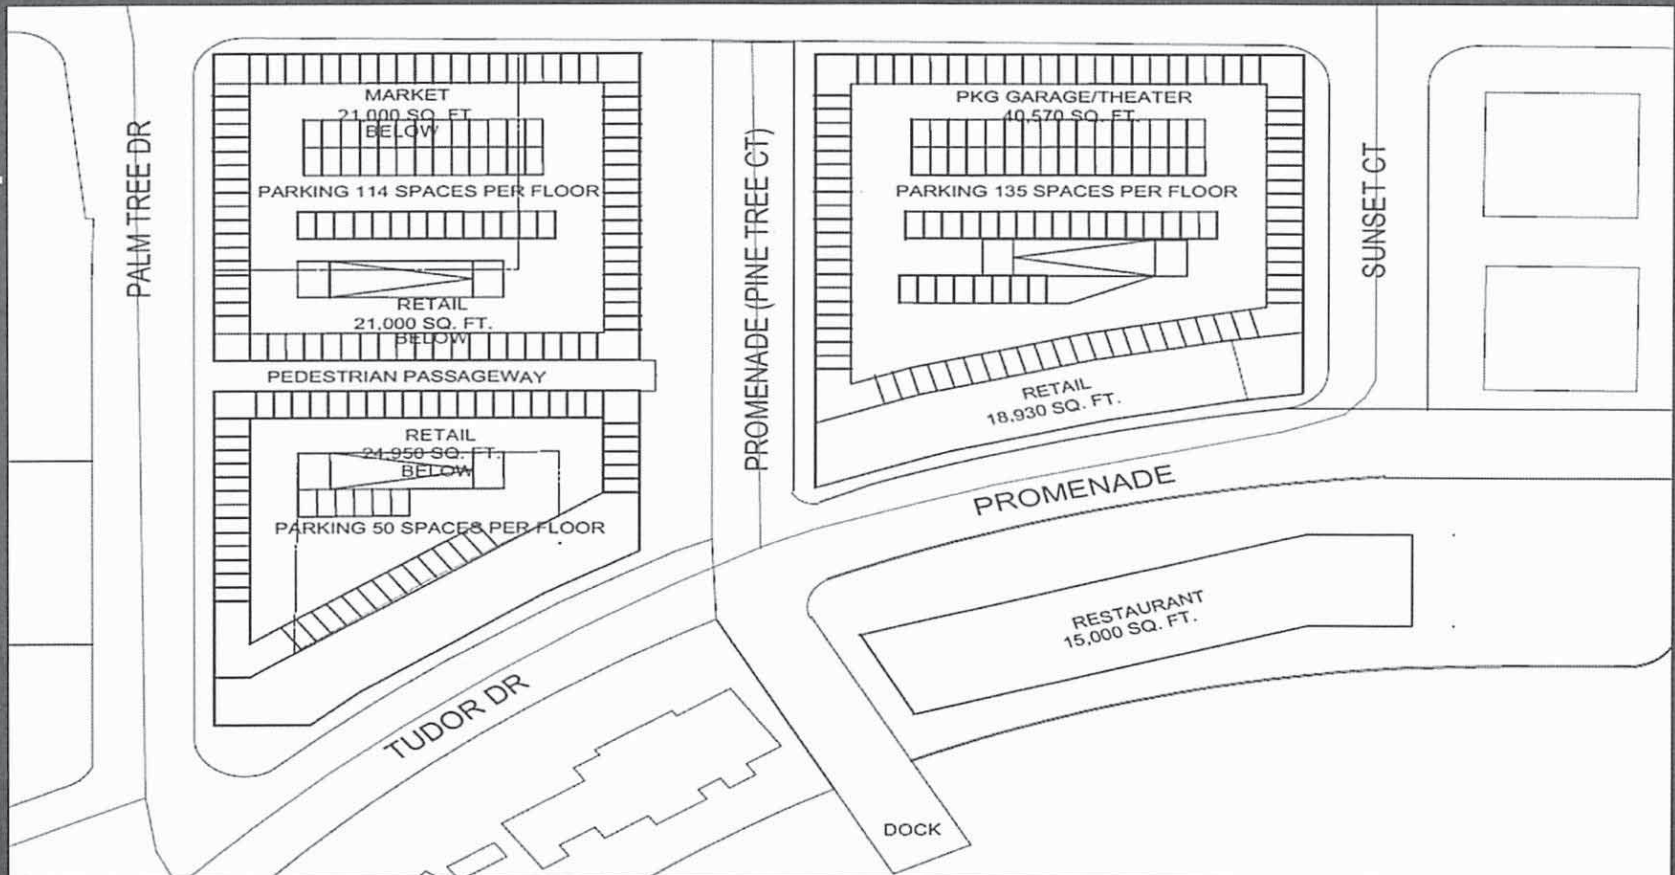 PALM TREE DR
MARKET
21,000 SQ. FT.
BELOW
PARKING 114 SPACES PER FLOOR
RETAIL
21,000 SQ. FT.
BELOW
PEDESTRIAN PASSAGEWAY
RETAIL
24,950 SQ. FT.
BELOW
PARKING 50 SPACES PER FLOOR
PROMENADE (PINE TREE CT)
PKG GARAGE/THEATER
40,570 SQ. FT.
PARKING 135 SPACES PER FLOOR
RETAIL
18,930 SQ. FT.
SUNSET CT
PROMENADE
RESTAURANT
15,000 SQ. FT.
TUDOR DR
DOCK